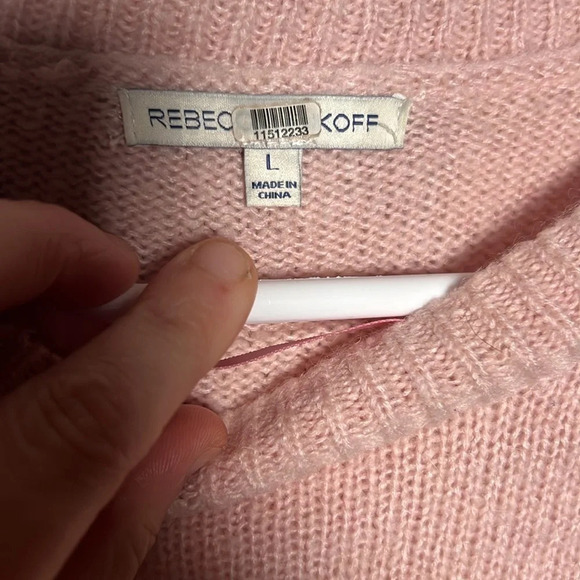 REBEC KOFF
11512233
L
MADE IN
CHINA